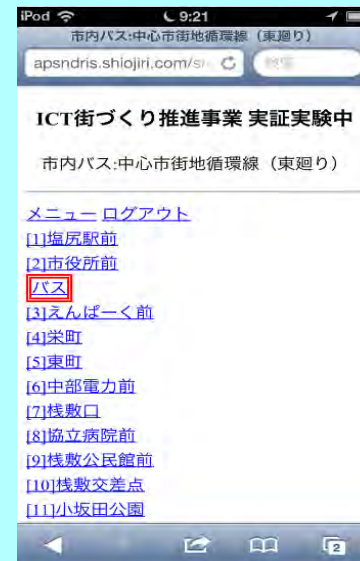 iPod 9:21
市内バス:中心市街地循環線（東廻り）
apsndris.shiojiri.com/s
検索
ICT街づくり推進事業 実証実験中
市内バス:中心市街地循環線（東廻り）
メニュー ログアウト
[1]塩尻駅前
[2]市役所前
バス
[3]えんぱーく前
[4]栄町
[5]東町
[6]中部電力前
[7]桟敷口
[8]協立病院前
[9]桟敷公民館前
[10]桟敷交差点
[11]小坂田公園
2